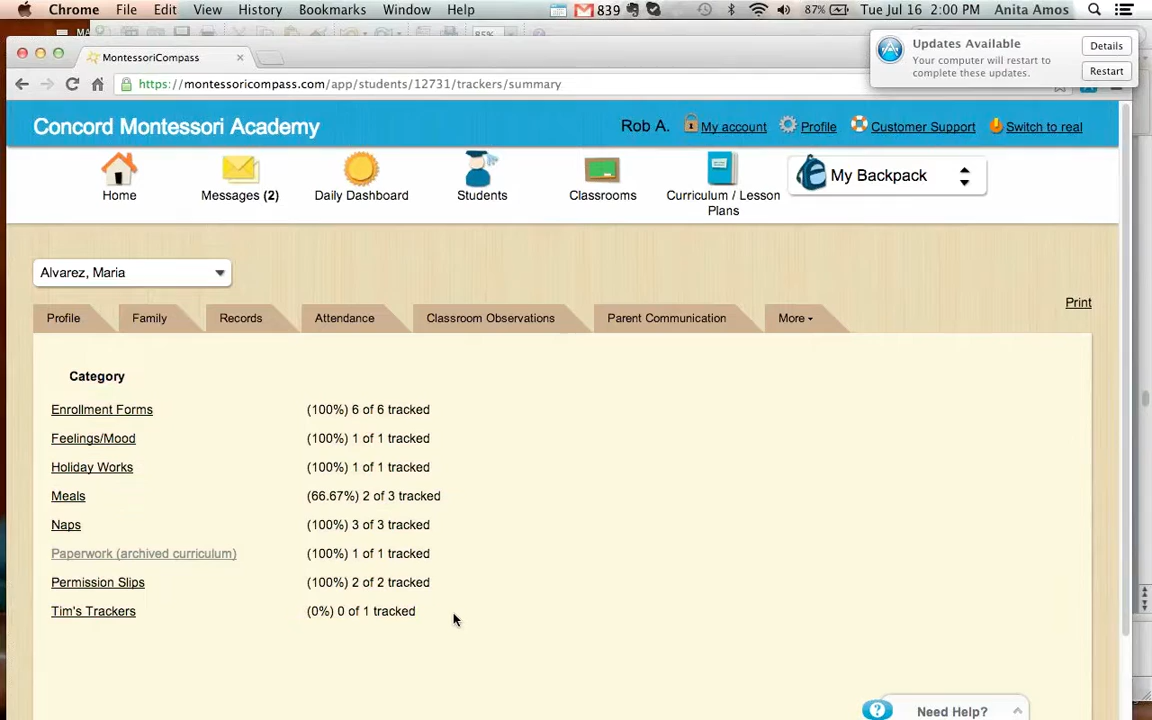 Chrome File Edit View History Bookmarks Window Help 839 87% Tue Jul 16 2:00 PM Anita Amos
85%
MontessoriCompass
Updates Available
Your computer will restart to
complete these updates.
Details
Restart
https://montessoricompass.com/app/students/12731/trackers/summary
Concord Montessori Academy
Rob A. My account Profile Customer Support Switch to real
Home
Messages (2)
Daily Dashboard
Students
Classrooms
Curriculum / Lesson
Plans
My Backpack
Alvarez, Maria
Print
Profile Family Records Attendance Classroom Observations Parent Communication More
Category
Enrollment Forms (100%) 6 of 6 tracked
Feelings/Mood (100%) 1 of 1 tracked
Holiday Works (100%) 1 of 1 tracked
Meals (66.67%) 2 of 3 tracked
Naps (100%) 3 of 3 tracked
Paperwork (archived curriculum) (100%) 1 of 1 tracked
Permission Slips (100%) 2 of 2 tracked
Tim's Trackers (0%) 0 of 1 tracked
? Need Help?